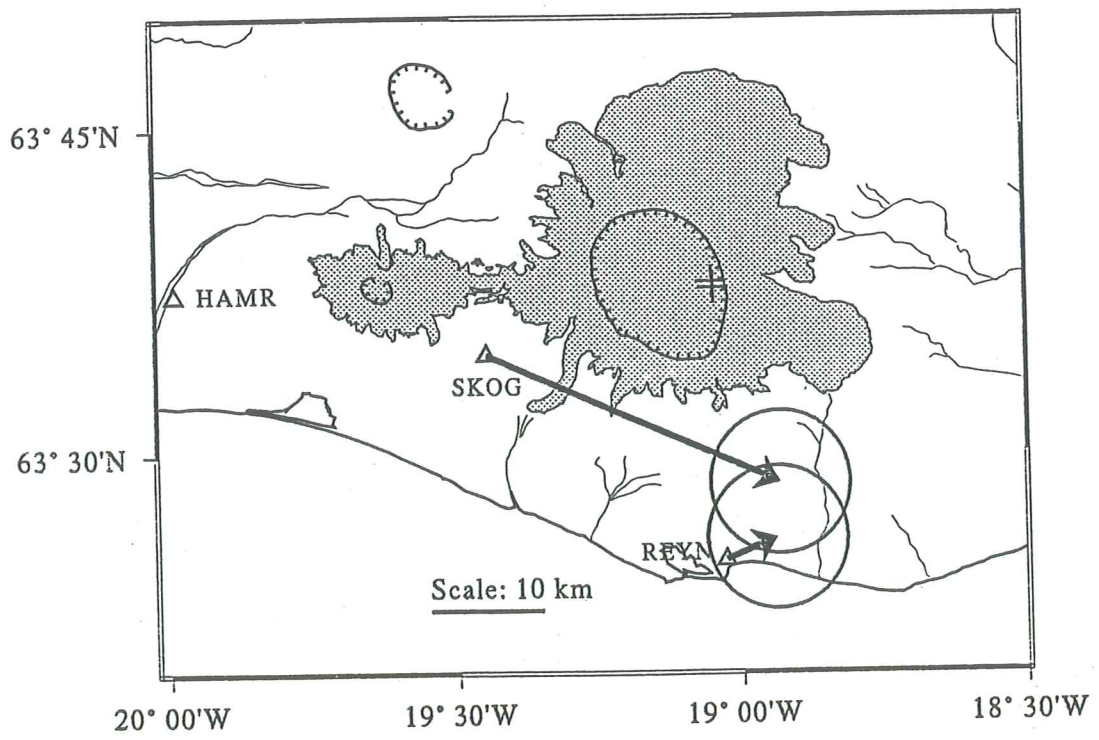 63° 45'N
HAMR
SKOG
63° 30'N
REYN
Scale: 10 km
20° 00'W
19° 30'W
19° 00'W
18° 30'W